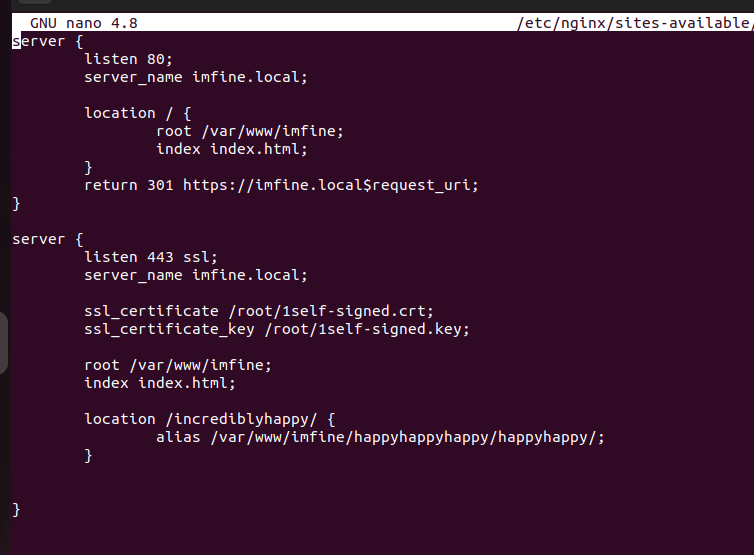 GNU nano 4.8 /etc/nginx/sites-available/
server {
listen 80;
server_name imfine.local;
location / {
root /var/www/imfine;
index index.html;
}
return 301 https://imfine.local$request_uri;
}
server {
listen 443 ssl;
server_name imfine.local;
ssl_certificate /root/1self-signed.crt;
ssl_certificate_key /root/1self-signed.key;
root /var/www/imfine;
index index.html;
location /incrediblyhappy/ {
alias /var/www/imfine/happyhappyhappy/happyhappy/;
}
}